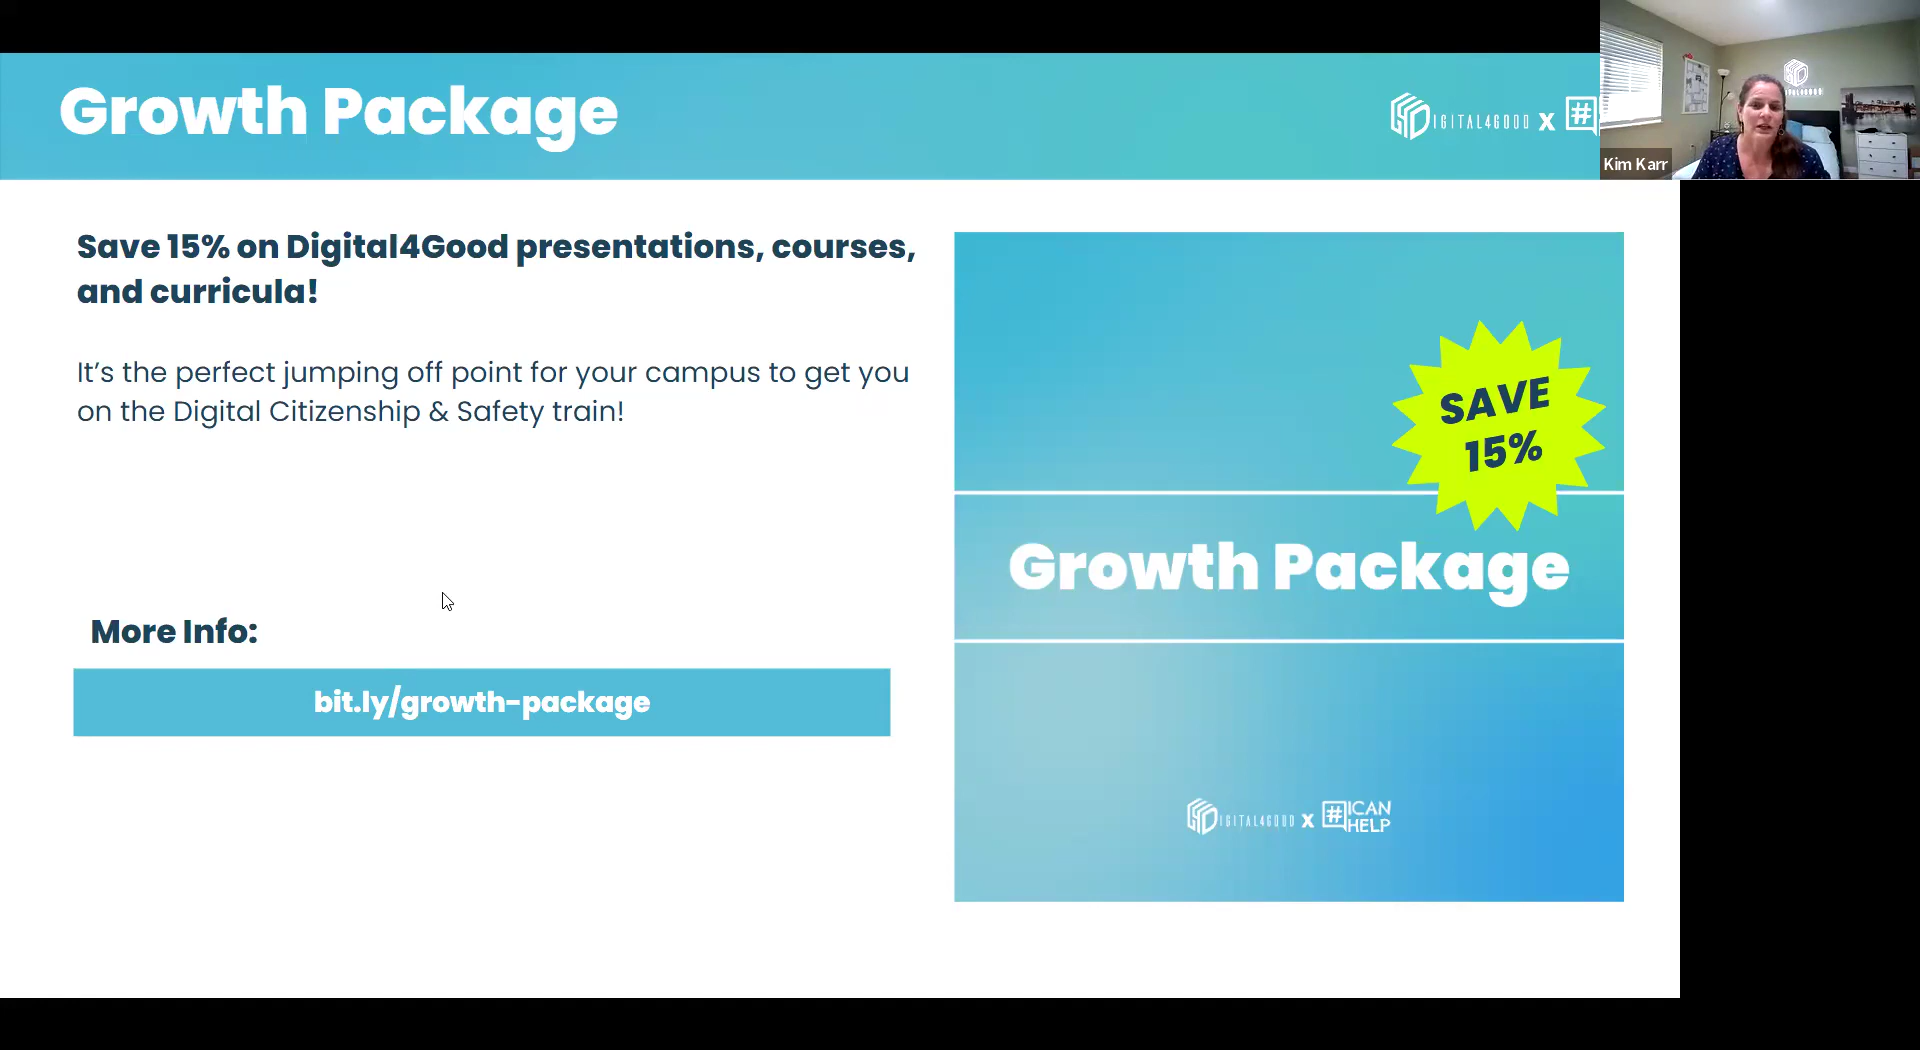 Growth Package
IGITAL4GOOD X #
Kim Karr
Save 15% on Digital4Good presentations, courses,
and curricula!
It’s the perfect jumping off point for your campus to get you
on the Digital Citizenship & Safety train!
More Info:
bit.ly/growth-package
SAVE
15%
Growth Package
IGITAL4GOOD X # ICAN
HELP